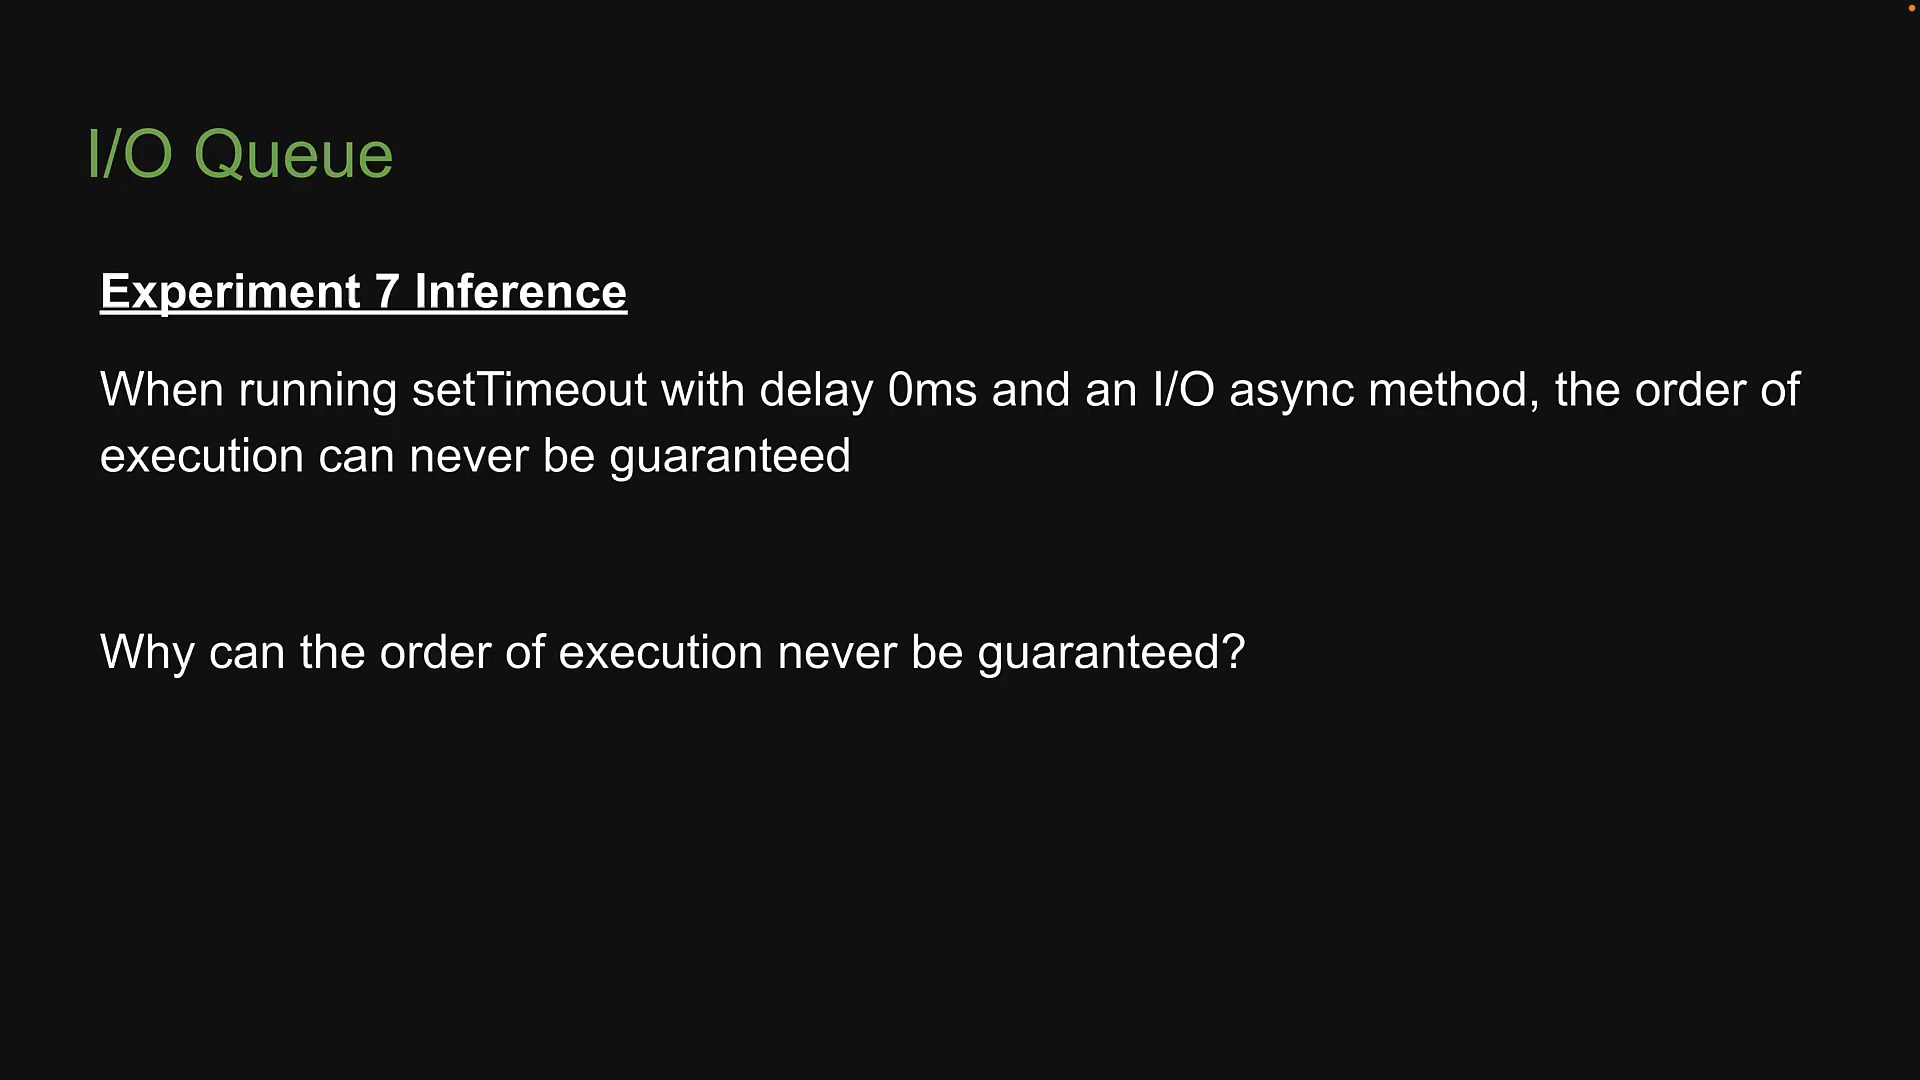 I/O Queue
Experiment 7 Inference
When running setTimeout with delay 0ms and an I/O async method, the order of
execution can never be guaranteed
Why can the order of execution never be guaranteed?